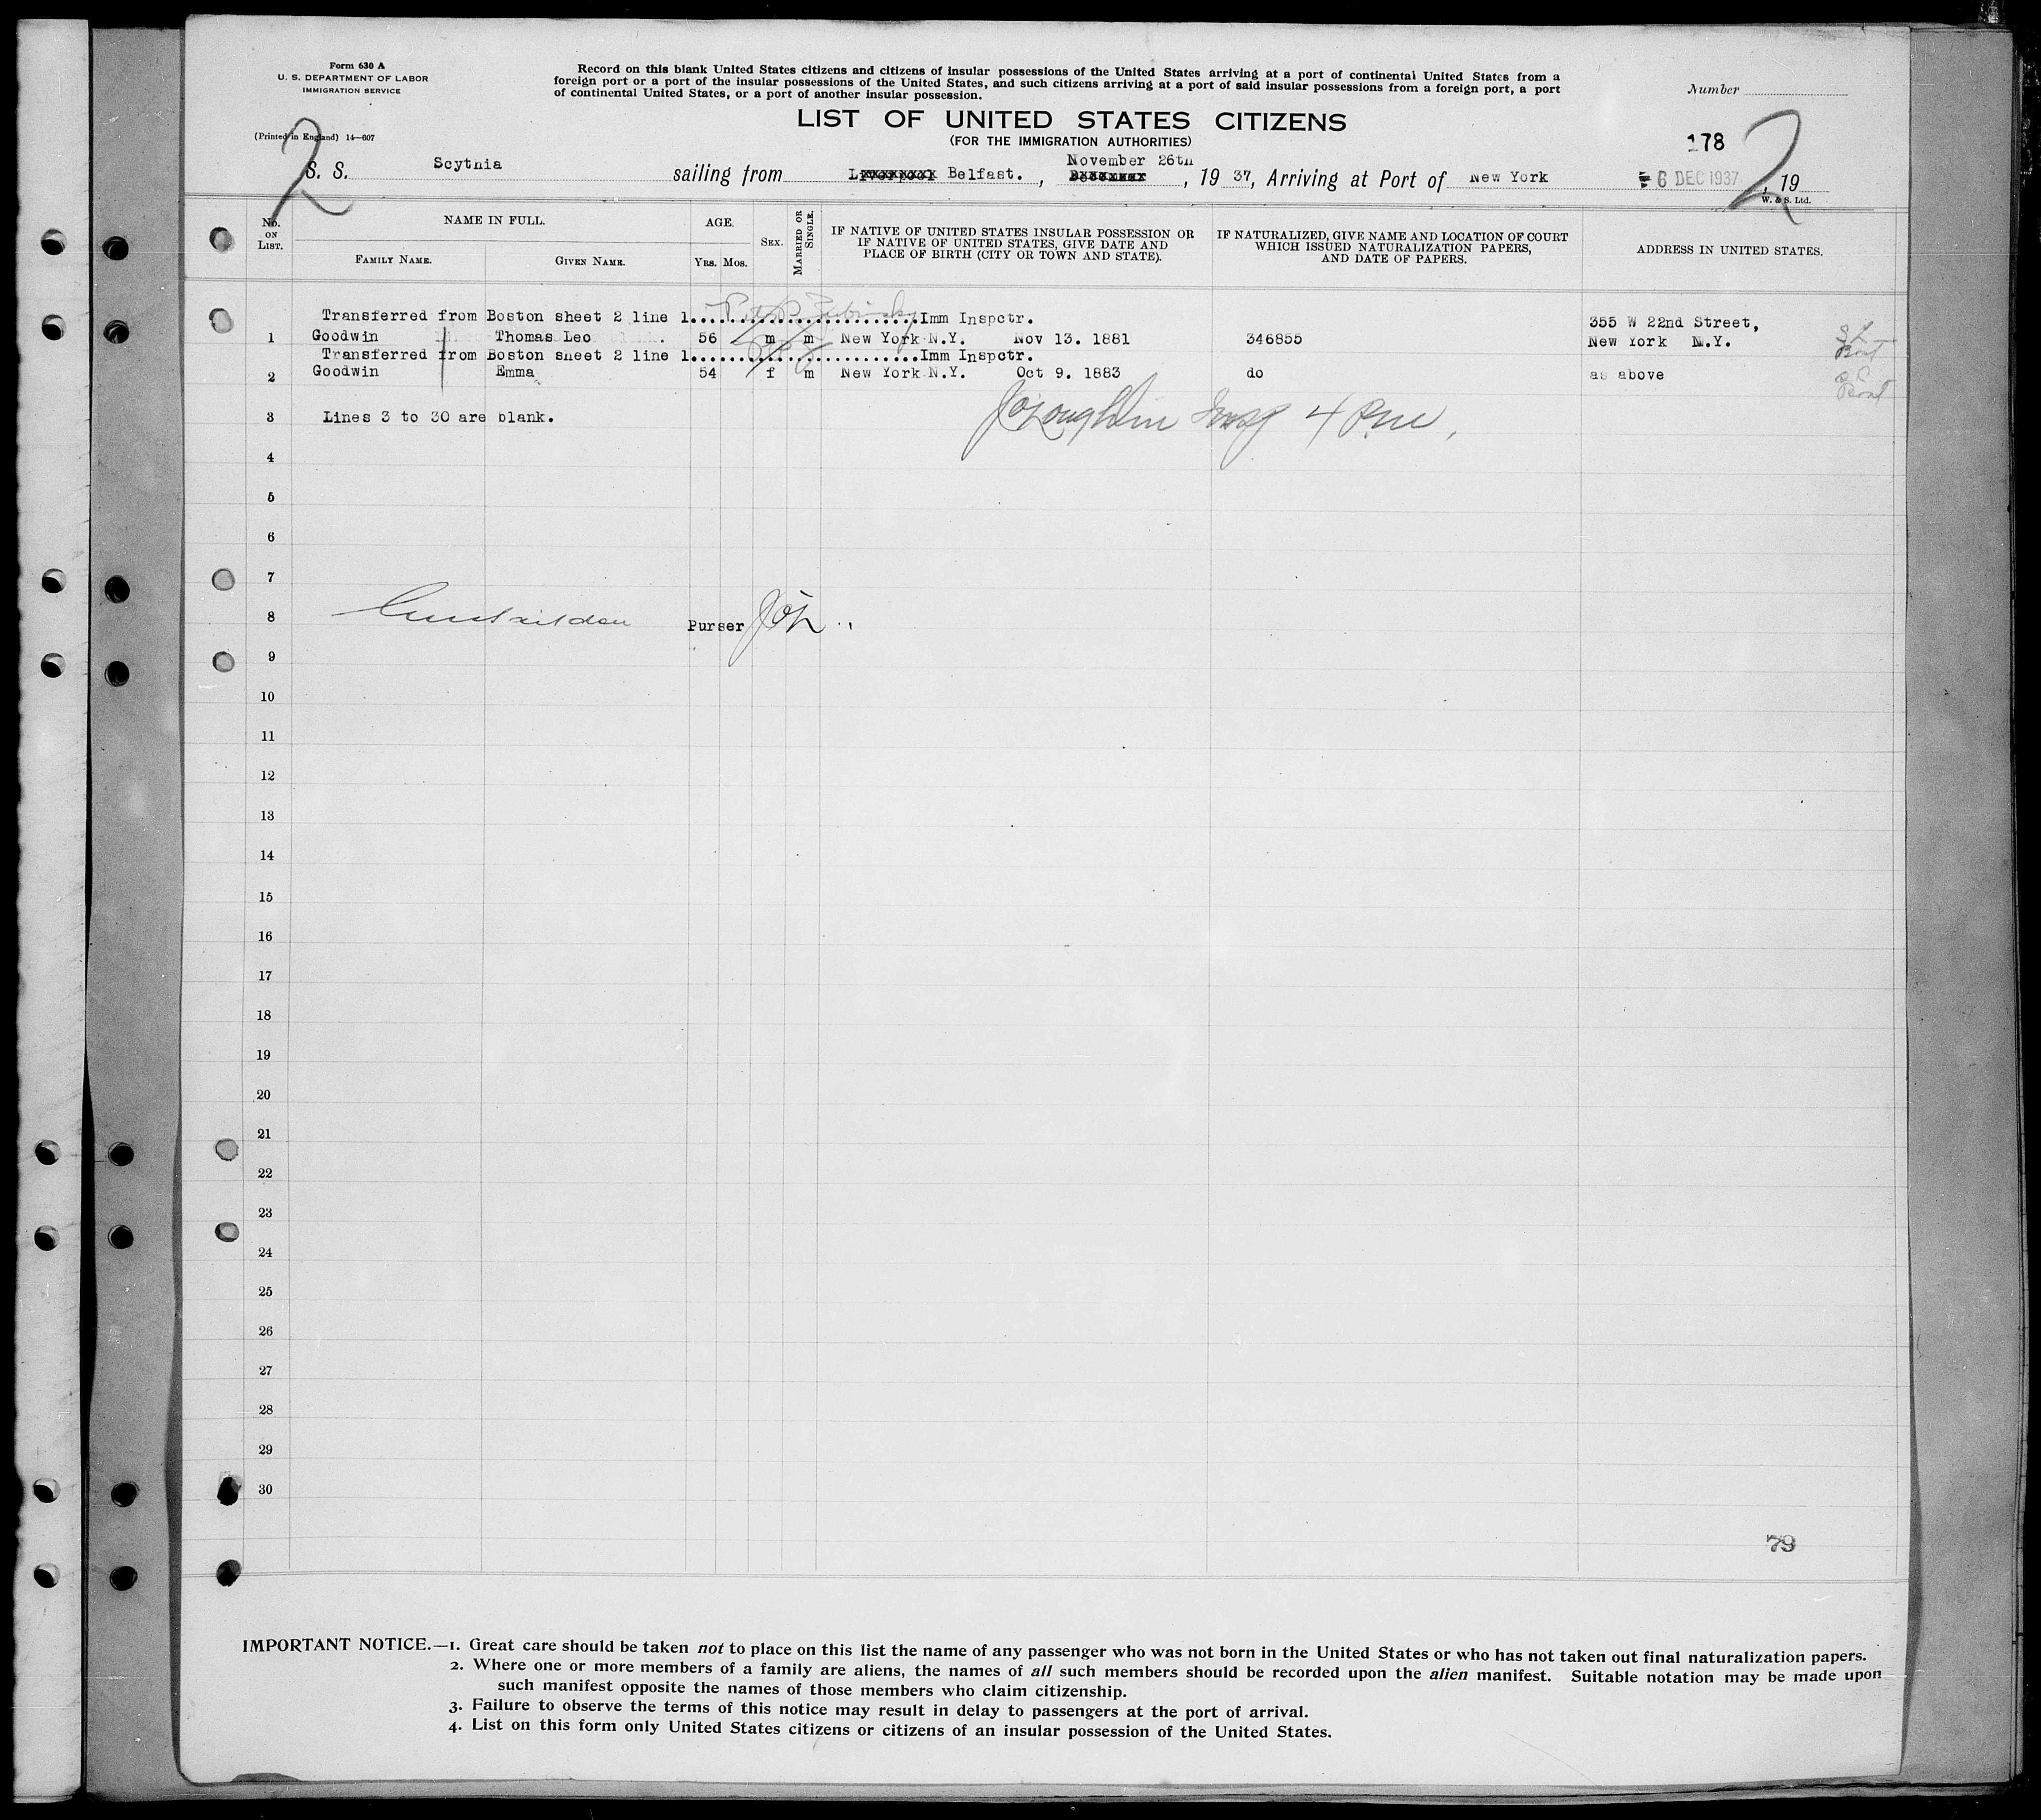 Form 630 A
U. S. DEPARTMENT OF LABOR
IMMIGRATION SERVICE
(Printed in England) 14—607
Record on this blank United States citizens and citizens of insular possessions of the United States arriving at a port of continental United States from a
foreign port or a port of the insular possessions of the United States, and such citizens arriving at a port of said insular possessions from a foreign port, a port
of continental United States, or a port of another insular possession.
Number
LIST OF UNITED STATES CITIZENS
(FOR THE IMMIGRATION AUTHORITIES)
178
2
2
S. S. Scythia sailing from Liverpool Belfast. , November 26th , 19 37, Arriving at Port of New York 6 DEC 1937 , 19
W. & S. Ltd.
No. ON LIST.
NAME IN FULL.
FAMILY NAME. GIVEN NAME.
AGE.
YRS. MOS.
SEX.
MARRIED OR SINGLE.
IF NATIVE OF UNITED STATES INSULAR POSSESSION OR
IF NATIVE OF UNITED STATES, GIVE DATE AND
PLACE OF BIRTH (CITY OR TOWN AND STATE).
IF NATURALIZED, GIVE NAME AND LOCATION OF COURT
WHICH ISSUED NATURALIZATION PAPERS,
AND DATE OF PAPERS.
ADDRESS IN UNITED STATES.
Transferred from Boston sheet 2 line 1..............................Imm Inspctr.
355 W 22nd Street,
1 Goodwin Thomas Leo 56 m m New York N.Y. Nov 13. 1881 346855 New York N.Y.
Transferred from Boston sheet 2 line 1..............................Imm Inspctr.
2 Goodwin Emma 54 f m New York N.Y. Oct 9. 1883 do as above
3 Lines 3 to 30 are blank.
4
5
6
7
8 Purser
9
10
11
12
13
14
15
16
17
18
19
20
21
22
23
24
25
26
27
28
29
30
79
IMPORTANT NOTICE.—1. Great care should be taken not to place on this list the name of any passenger who was not born in the United States or who has not taken out final naturalization papers.
2. Where one or more members of a family are aliens, the names of all such members should be recorded upon the alien manifest. Suitable notation may be made upon
such manifest opposite the names of those members who claim citizenship.
3. Failure to observe the terms of this notice may result in delay to passengers at the port of arrival.
4. List on this form only United States citizens or citizens of an insular possession of the United States.